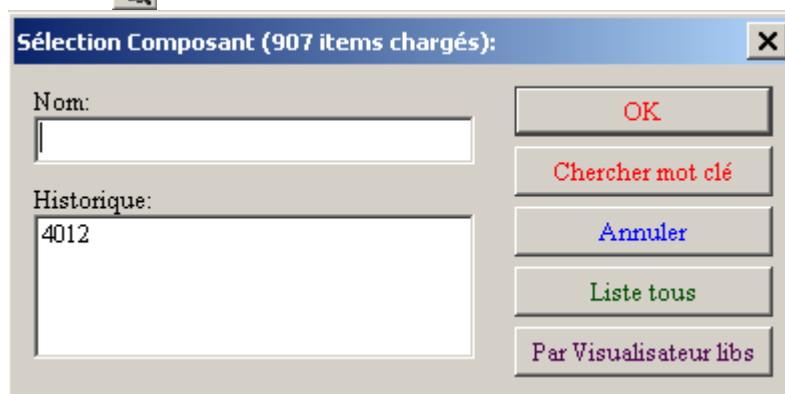 Sélection Composant (907 items chargés):
Nom:
OK
Chercher mot clé
Historique:
4012
Annuler
Liste tous
Par Visualisateur libs